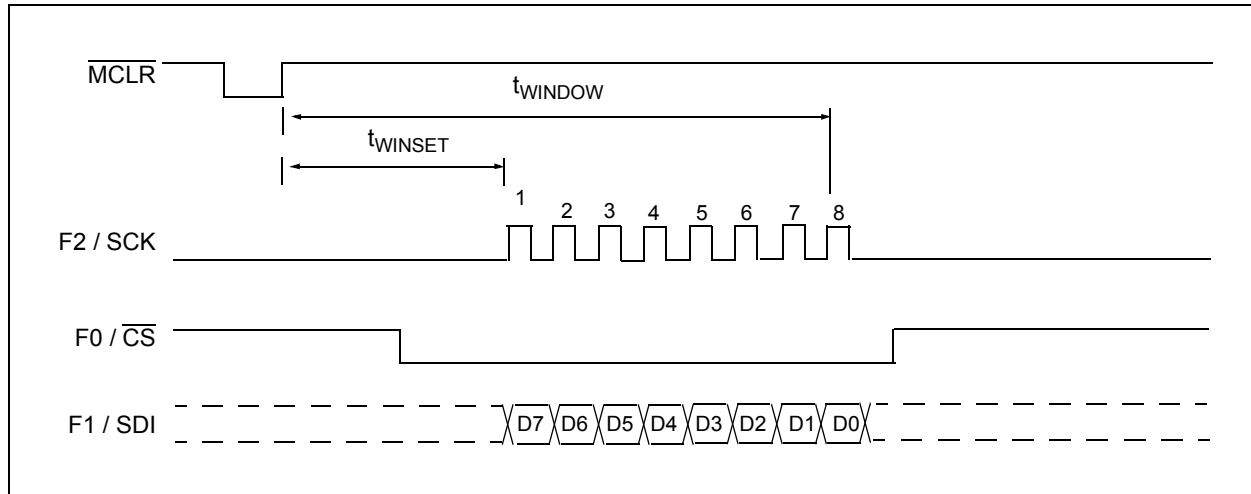 MCLR
tWINDOW
tWINSET
1 2 3 4 5 6 7 8
F2 / SCK
F0 / CS
F1 / SDI
D7 D6 D5 D4 D3 D2 D1 D0